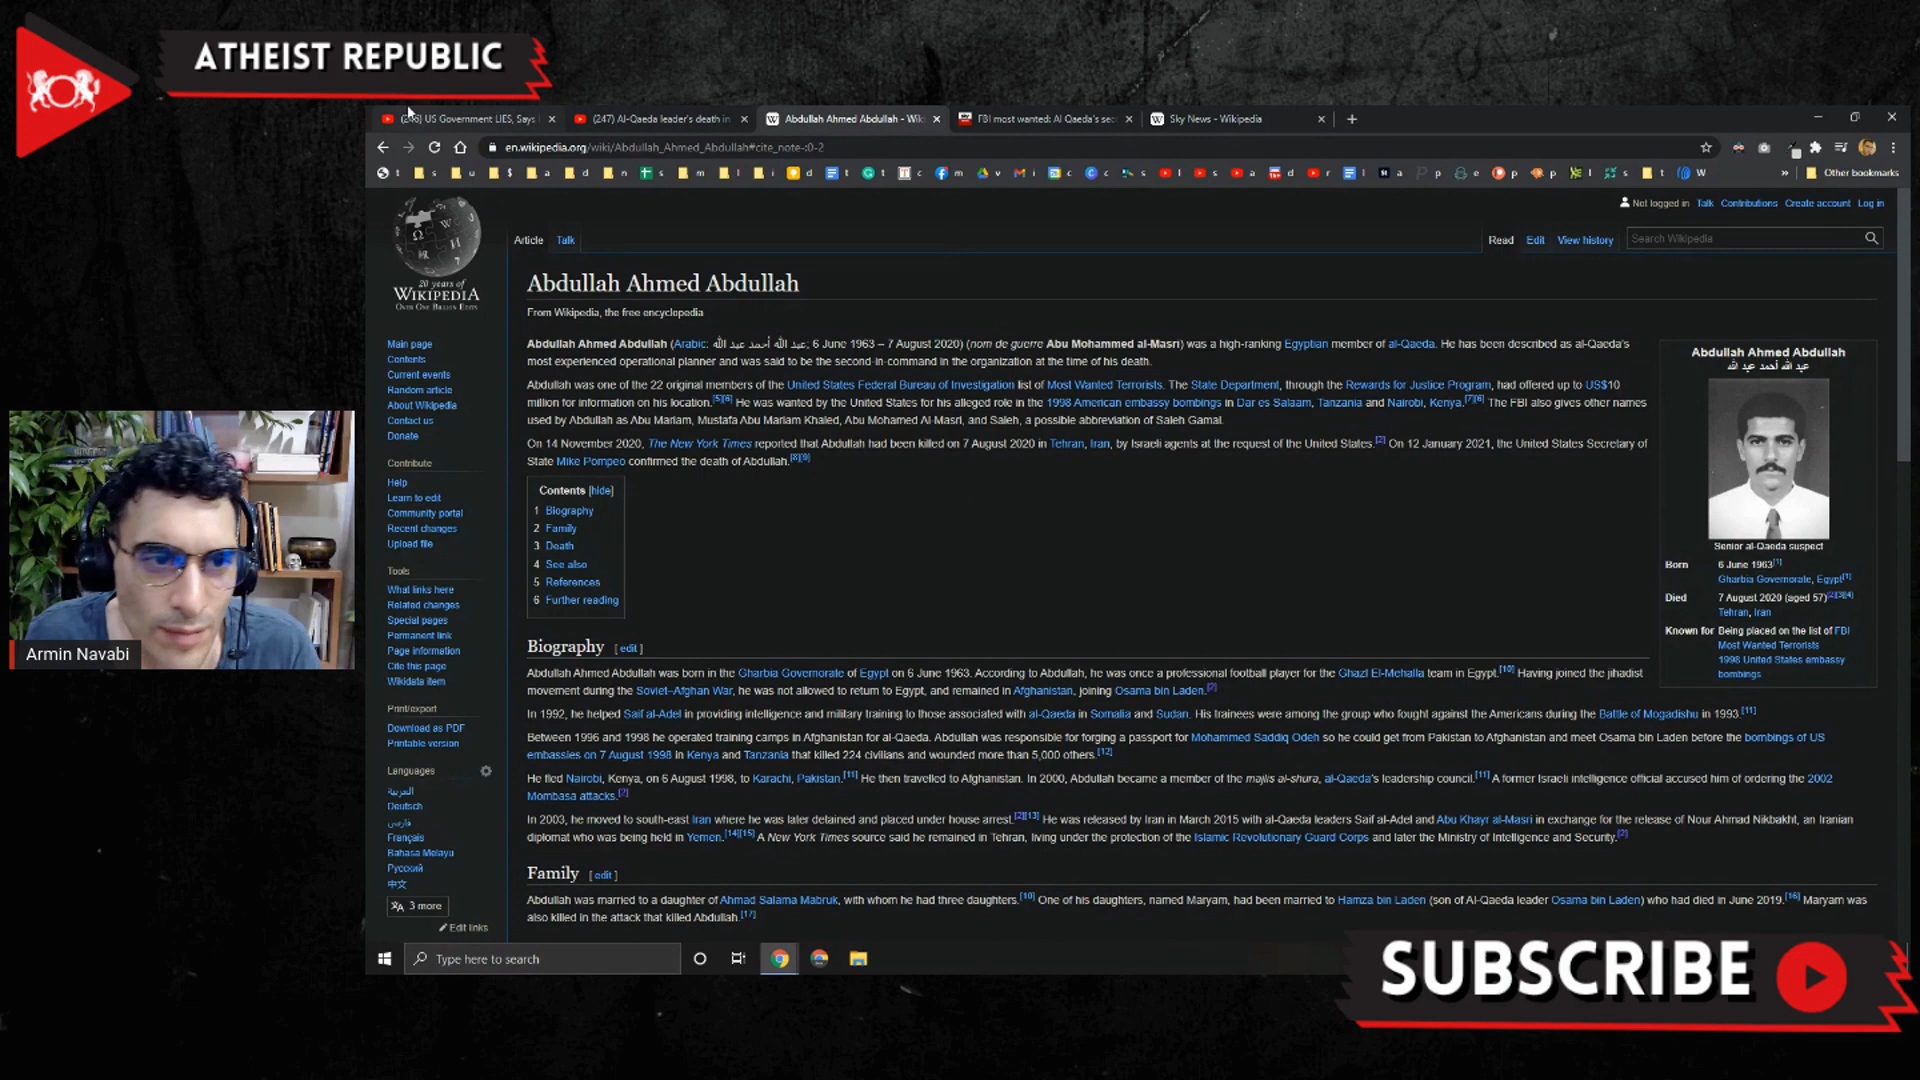 ATHEIST REPUBLIC
US Government LIES, Says
(247) Al-Qaeda leader's death in
Abdullah Ahmed Abdullah - Wik
FBI most wanted: Al Qaeda's sec
Sky News - Wikipedia
en.wikipedia.org/wiki/Abdullah_Ahmed_Abdullah#cite_note-:0-2
Other bookmarks
Not logged in Talk Contributions Create account Log in
Article Talk
Read Edit View history
Search Wikipedia
20 years of
WIKIPEDIA
OVER ONE BILLION EDITS
Main page
Contents
Current events
Random article
About Wikipedia
Contact us
Donate
Contribute
Help
Learn to edit
Community portal
Recent changes
Upload file
Tools
What links here
Related changes
Special pages
Permanent link
Page information
Cite this page
Wikidata item
Print/export
Download as PDF
Printable version
Languages
العربية
Deutsch
فارسی
Français
Bahasa Melayu
Русский
中文
3 more
Edit links
Abdullah Ahmed Abdullah
From Wikipedia, the free encyclopedia
Abdullah Ahmed Abdullah (Arabic: عبد الله أحمد عبد الله; 6 June 1963 – 7 August 2020) (nom de guerre Abu Mohammed al-Masri) was a high-ranking Egyptian member of al-Qaeda. He has been described as al-Qaeda's
most experienced operational planner and was said to be the second-in-command in the organization at the time of his death.
Abdullah was one of the 22 original members of the United States Federal Bureau of Investigation list of Most Wanted Terrorists. The State Department, through the Rewards for Justice Program, had offered up to US$10
million for information on his location.[5][6] He was wanted by the United States for his alleged role in the 1998 American embassy bombings in Dar es Salaam, Tanzania and Nairobi, Kenya.[7][6] The FBI also gives other names
used by Abdullah as Abu Mariam, Mustafa Abu Mariam Khaled, Abu Mohamed Al-Masri, and Saleh, a possible abbreviation of Saleh Gamal.
On 14 November 2020, The New York Times reported that Abdullah had been killed on 7 August 2020 in Tehran, Iran, by Israeli agents at the request of the United States.[2] On 12 January 2021, the United States Secretary of
State Mike Pompeo confirmed the death of Abdullah.[8][9]
Contents [hide]
1 Biography
2 Family
3 Death
4 See also
5 References
6 Further reading
Abdullah Ahmed Abdullah
عبد الله أحمد عبد الله
Senior al-Qaeda suspect
Born 6 June 1963[1]
Gharbia Governorate, Egypt[1]
Died 7 August 2020 (aged 57)[2][3][4]
Tehran, Iran
Known for Being placed on the list of FBI
Most Wanted Terrorists
1998 United States embassy
bombings
Biography [edit]
Abdullah Ahmed Abdullah was born in the Gharbia Governorate of Egypt on 6 June 1963. According to Abdullah, he was once a professional football player for the Ghazl El-Mehalla team in Egypt.[10] Having joined the jihadist
movement during the Soviet–Afghan War, he was not allowed to return to Egypt, and remained in Afghanistan, joining Osama bin Laden.[2]
In 1992, he helped Saif al-Adel in providing intelligence and military training to those associated with al-Qaeda in Somalia and Sudan. His trainees were among the group who fought against the Americans during the Battle of Mogadishu in 1993.[11]
Between 1996 and 1998 he operated training camps in Afghanistan for al-Qaeda. Abdullah was responsible for forging a passport for Mohammed Saddiq Odeh so he could get from Pakistan to Afghanistan and meet Osama bin Laden before the bombings of US
embassies on 7 August 1998 in Kenya and Tanzania that killed 224 civilians and wounded more than 5,000 others.[12]
He fled Nairobi, Kenya, on 6 August 1998, to Karachi, Pakistan.[11] He then travelled to Afghanistan. In 2000, Abdullah became a member of the majlis al-shura, al-Qaeda's leadership council.[11] A former Israeli intelligence official accused him of ordering the 2002
Mombasa attacks.[2]
In 2003, he moved to south-east Iran where he was later detained and placed under house arrest.[2][13] He was released by Iran in March 2015 with al-Qaeda leaders Saif al-Adel and Abu Khayr al-Masri in exchange for the release of Nour Ahmad Nikbakht, an Iranian
diplomat who was being held in Yemen.[14][15] A New York Times source said he remained in Tehran, living under the protection of the Islamic Revolutionary Guard Corps and later the Ministry of Intelligence and Security.[2]
Family [edit]
Abdullah was married to a daughter of Ahmad Salama Mabruk, with whom he had three daughters.[10] One of his daughters, named Maryam, had been married to Hamza bin Laden (son of Al-Qaeda leader Osama bin Laden) who had died in June 2019.[16] Maryam was
also killed in the attack that killed Abdullah.[17]
Armin Navabi
Type here to search
SUBSCRIBE